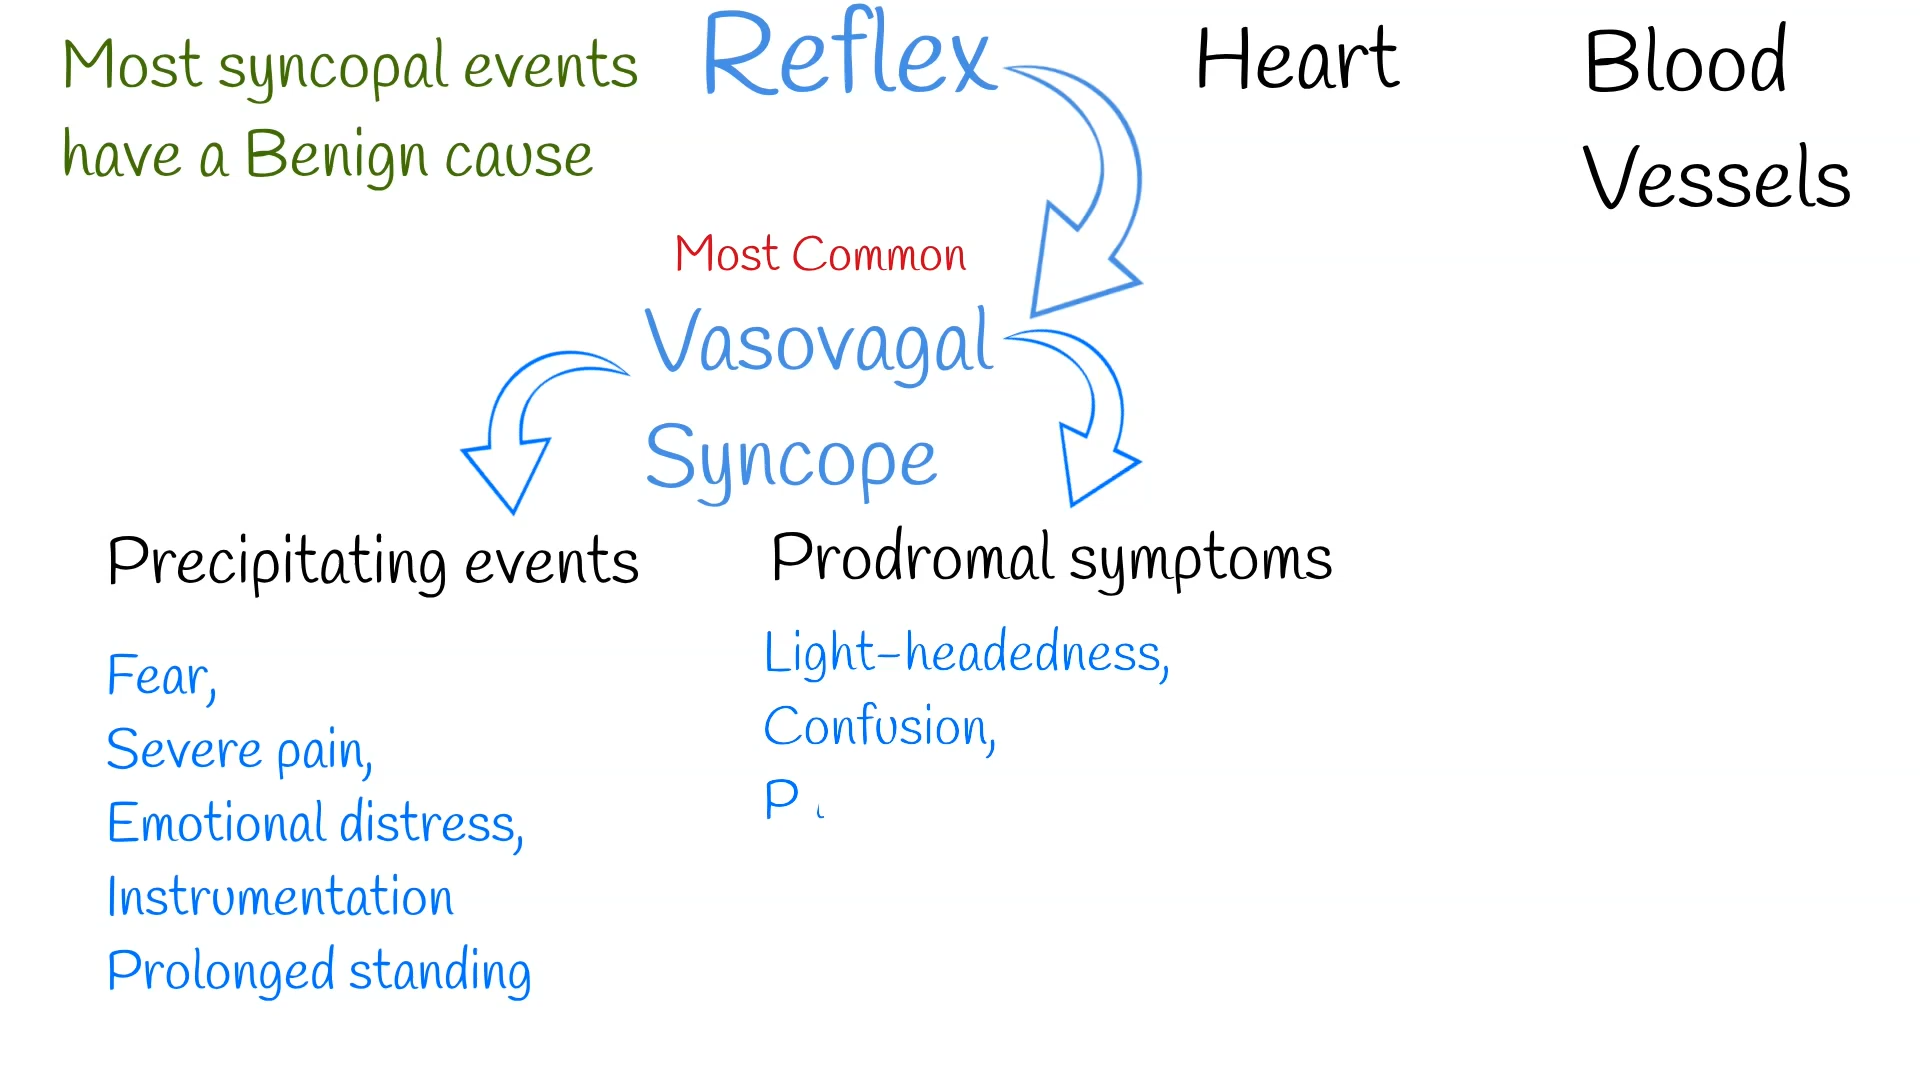 Most syncopal events
have a Benign cause
Reflex
Heart
Blood
Vessels
Most Common
Vasovagal
Syncope
Precipitating events
Fear,
Severe pain,
Emotional distress,
Instrumentation
Prolonged standing
Prodromal symptoms
Light-headedness,
Confusion,
P